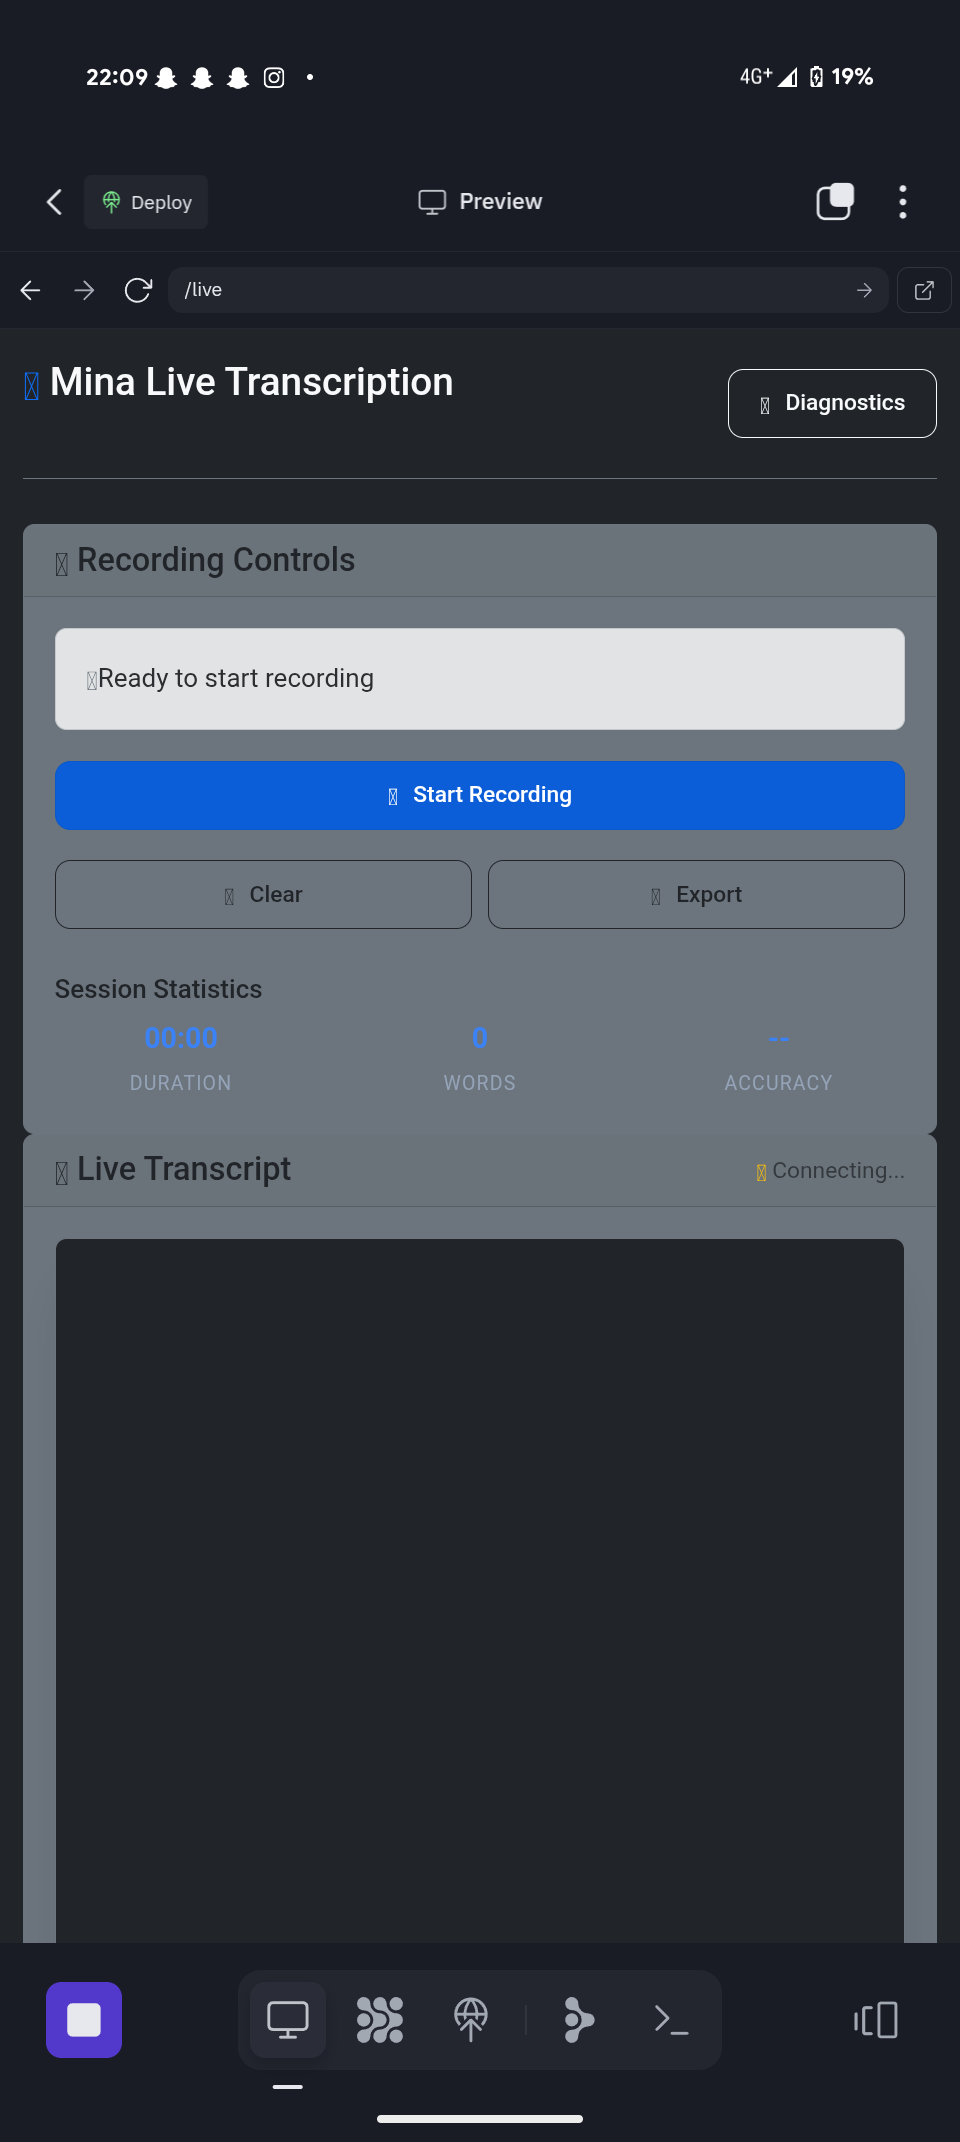 22:09
4G+ 19%
Deploy
Preview
/live
Mina Live Transcription
Diagnostics
Recording Controls
Ready to start recording
Start Recording
Clear
Export
Session Statistics
00:00 0 --
DURATION WORDS ACCURACY
Live Transcript
Connecting...